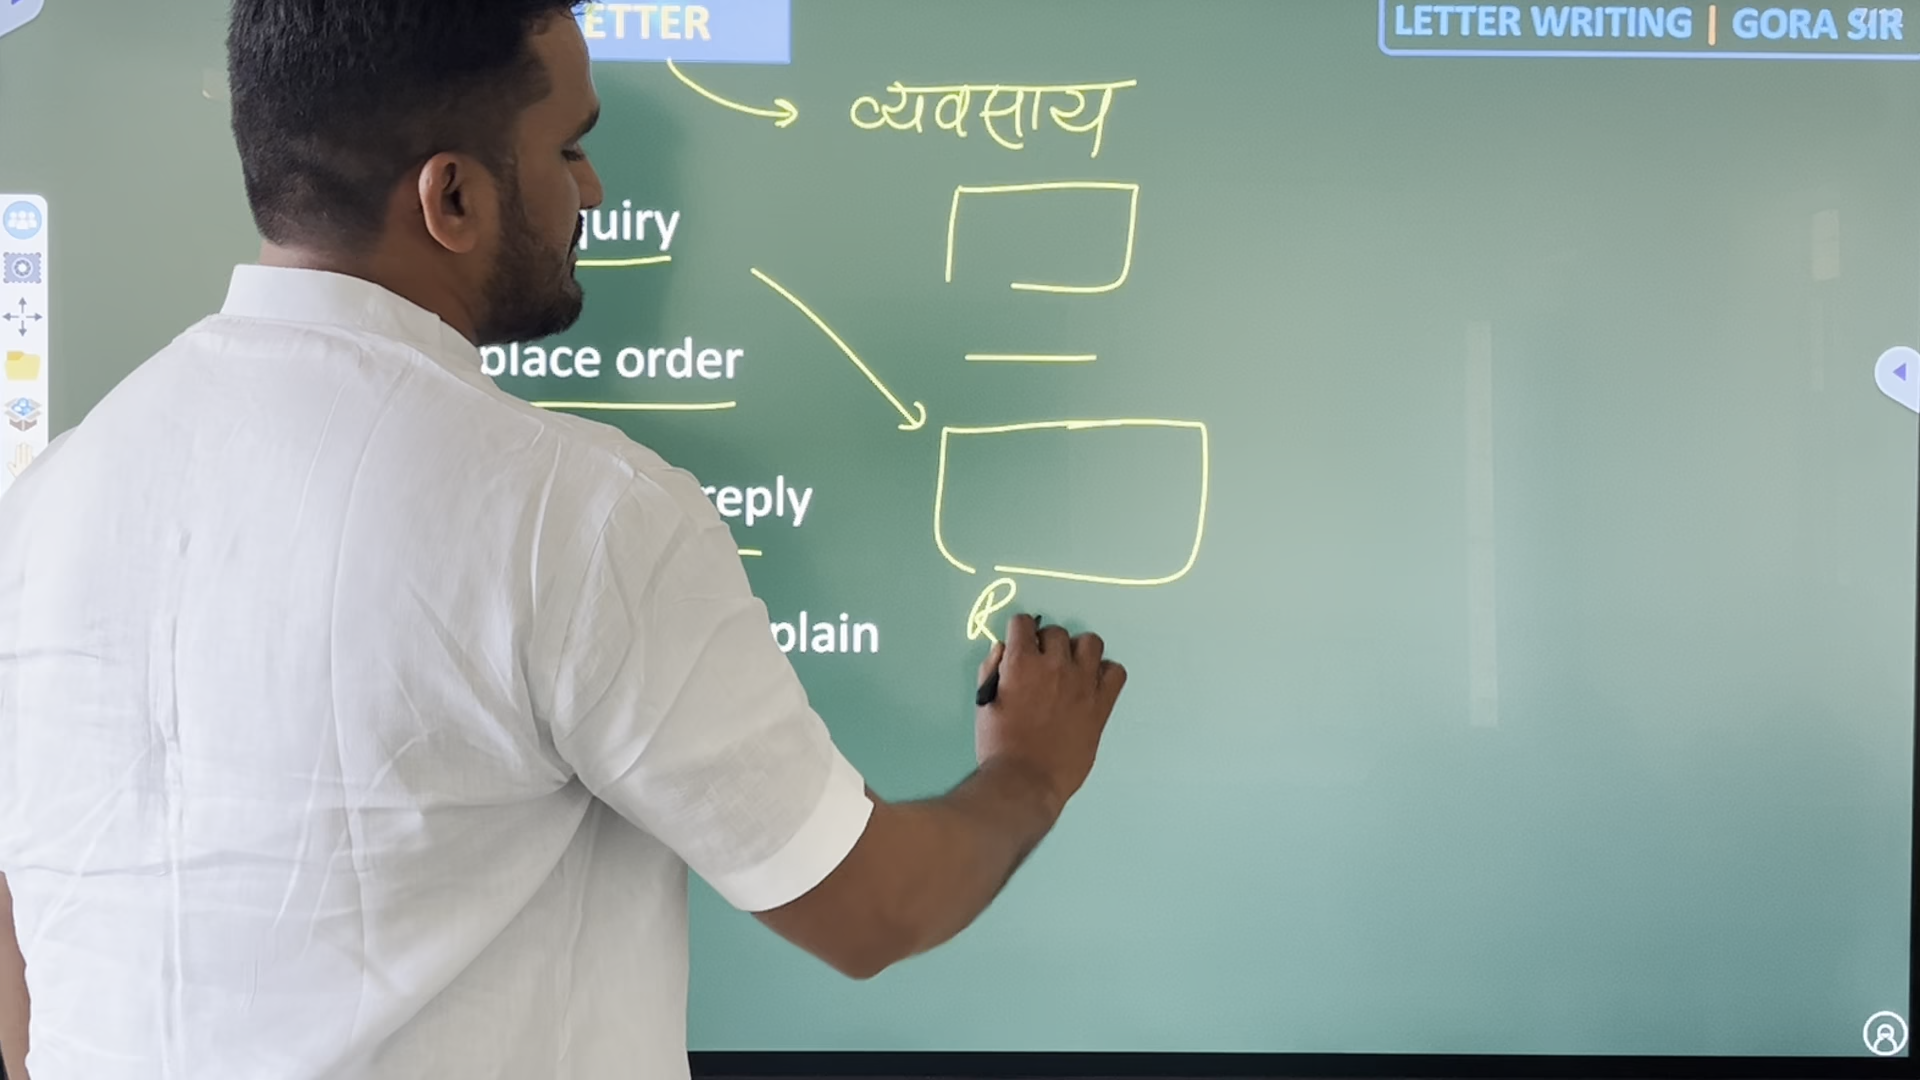 ETTER
LETTER WRITING | GORA SIR
व्यवसाय
quiry
place order
reply
plain
R